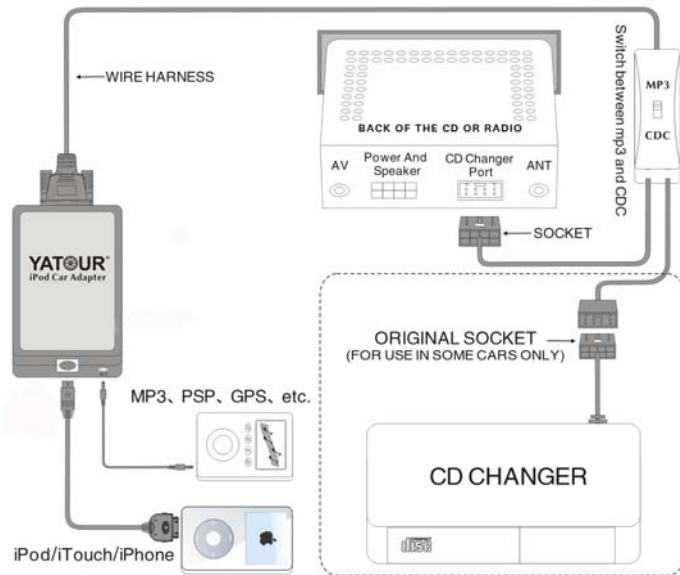 WIRE HARNESS
BACK OF THE CD OR RADIO
AV
Power And
Speaker
CD Changer
Port
ANT
Switch between mp3 and CDC
MP3
CDC
SOCKET
YATOUR®
iPod Car Adapter
ORIGINAL SOCKET
(FOR USE IN SOME CARS ONLY)
MP3、PSP、GPS、etc.
CD CHANGER
disc
iPod/iTouch/iPhone